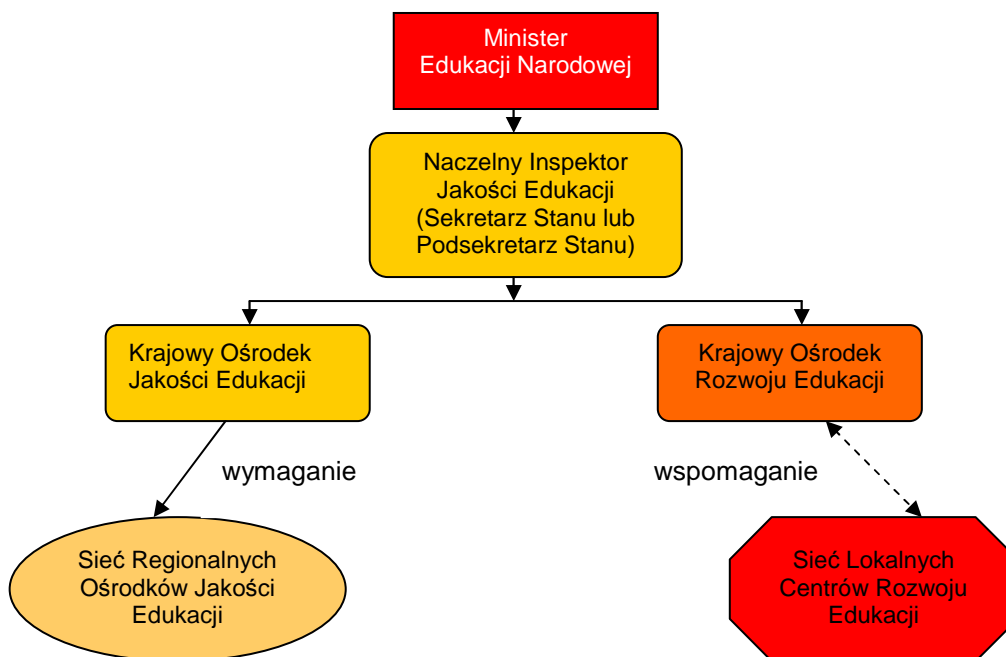 Minister
Edukacji Narodowej
Naczelny Inspektor
Jakości Edukacji
(Sekretarz Stanu lub
Podsekretarz Stanu)
Krajowy Ośrodek
Jakości Edukacji
Krajowy Ośrodek
Rozwoju Edukacji
wymaganie
wspomaganie
Sieć Regionalnych
Ośrodków Jakości
Edukacji
Sieć Lokalnych
Centrów Rozwoju
Edukacji